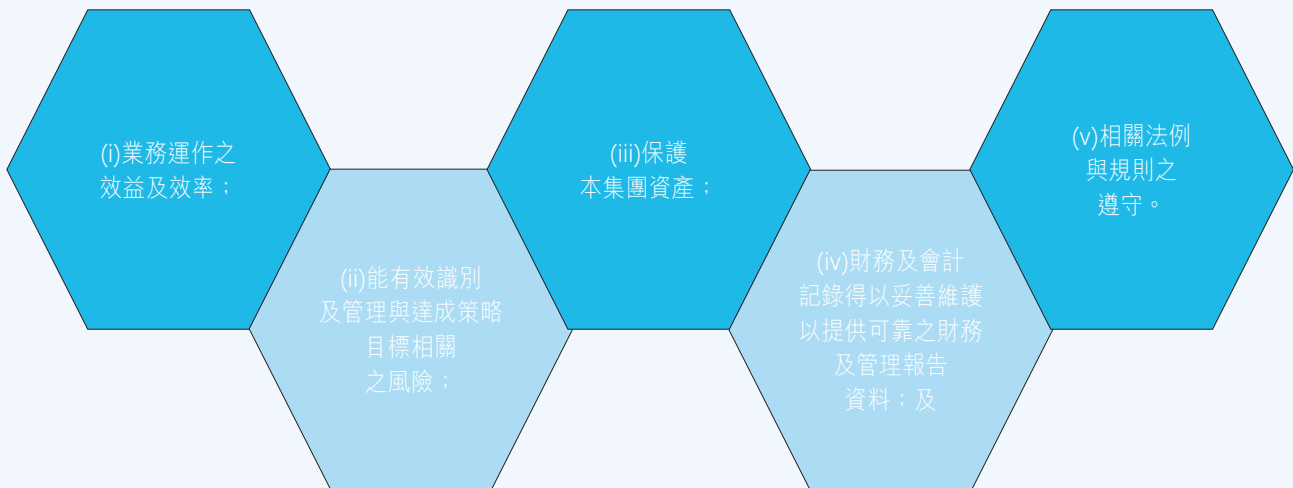 (i)業務運作之
效益及效率；
(ii)能有效識別
及管理與達成策略
目標相關
之風險；
(iii)保護
本集團資產；
(iv)財務及會計
記錄得以妥善維護
以提供可靠之財務
及管理報告
資料；及
(v)相關法例
與規則之
遵守。